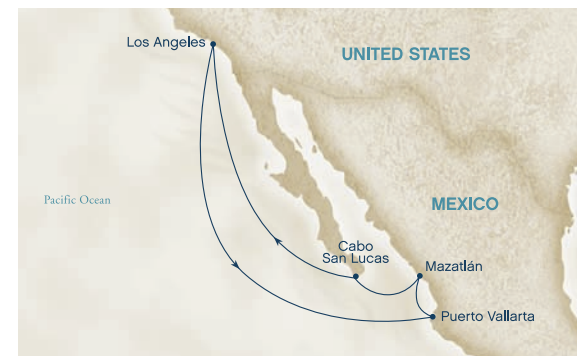 Los Angeles
UNITED STATES
Pacific Ocean
MEXICO
Cabo
San Lucas
Mazatlán
Puerto Vallarta